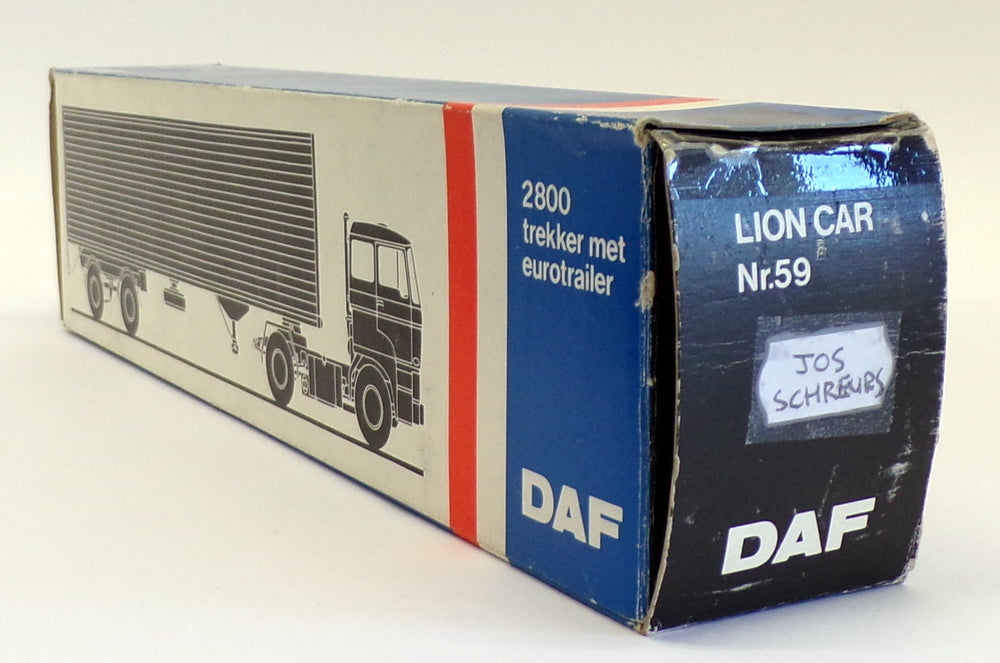 2800
trekker met
eurotrailer
DAF
LION CAR
Nr.59
JOS
SCHREURS
DAF